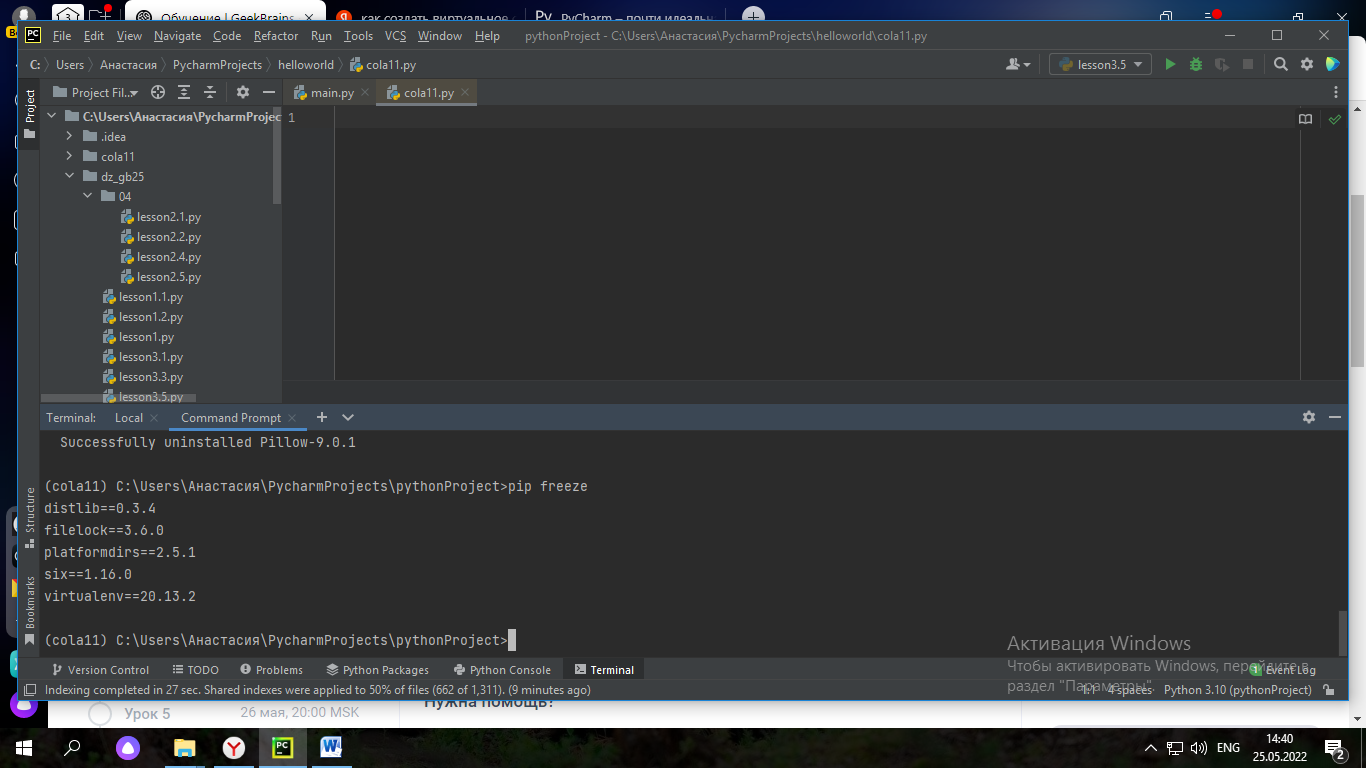 Обучение | GeekBrains
как создать виртуальное
PyCharm – почти идеальн
PC File Edit View Navigate Code Refactor Run Tools VCS Window Help pythonProject - C:\Users\Анастасия\PycharmProjects\helloworld\cola11.py
C: Users Анастасия PycharmProjects helloworld cola11.py lesson3.5
Project Fil... main.py cola11.py
Project
C:\Users\Анастасия\PycharmProjec
.idea
cola11
dz_gb25
04
lesson2.1.py
lesson2.2.py
lesson2.4.py
lesson2.5.py
lesson1.1.py
lesson1.2.py
lesson1.py
lesson3.1.py
lesson3.3.py
lesson3.5.py
1
Terminal: Local Command Prompt
Successfully uninstalled Pillow-9.0.1
(cola11) C:\Users\Анастасия\PycharmProjects\pythonProject>pip freeze
distlib==0.3.4
filelock==3.6.0
platformdirs==2.5.1
six==1.16.0
virtualenv==20.13.2
(cola11) C:\Users\Анастасия\PycharmProjects\pythonProject>
Structure
Bookmarks
Активация Windows
Чтобы активировать Windows, перейдите в
раздел "Параметры".
Version Control TODO Problems Python Packages Python Console Terminal 1 Event Log
Indexing completed in 27 sec. Shared indexes were applied to 50% of files (662 of 1,311). (9 minutes ago) 1:1 4 spaces Python 3.10 (pythonProject)
Урок 5 26 мая, 20:00 MSK Нужна помощь?
ENG 14:40
25.05.2022 2